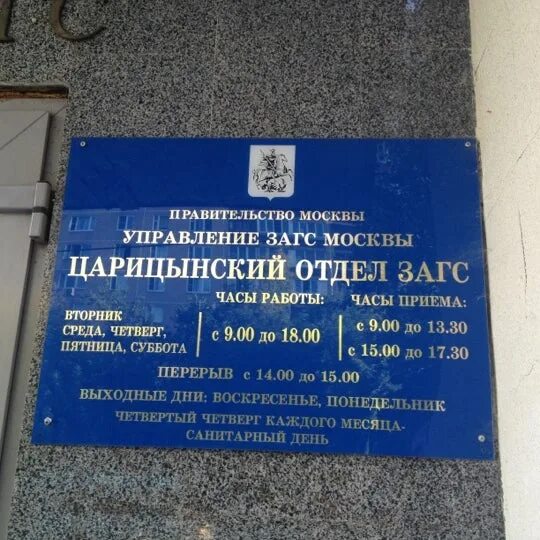 ПРАВИТЕЛЬСТВО МОСКВЫ
УПРАВЛЕНИЕ ЗАГС МОСКВЫ
ЦАРИЦЫНСКИЙ ОТДЕЛ ЗАГС
ЧАСЫ РАБОТЫ: ЧАСЫ ПРИЕМА:
ВТОРНИК
СРЕДА, ЧЕТВЕРГ,
ПЯТНИЦА, СУББОТА
с 9.00 до 18.00
с 9.00 до 13.30
с 15.00 до 17.30
ПЕРЕРЫВ с 14.00 до 15.00
ВЫХОДНЫЕ ДНИ: ВОСКРЕСЕНЬЕ, ПОНЕДЕЛЬНИК
ЧЕТВЕРТЫЙ ЧЕТВЕРГ КАЖДОГО МЕСЯЦА-
САНИТАРНЫЙ ДЕНЬ